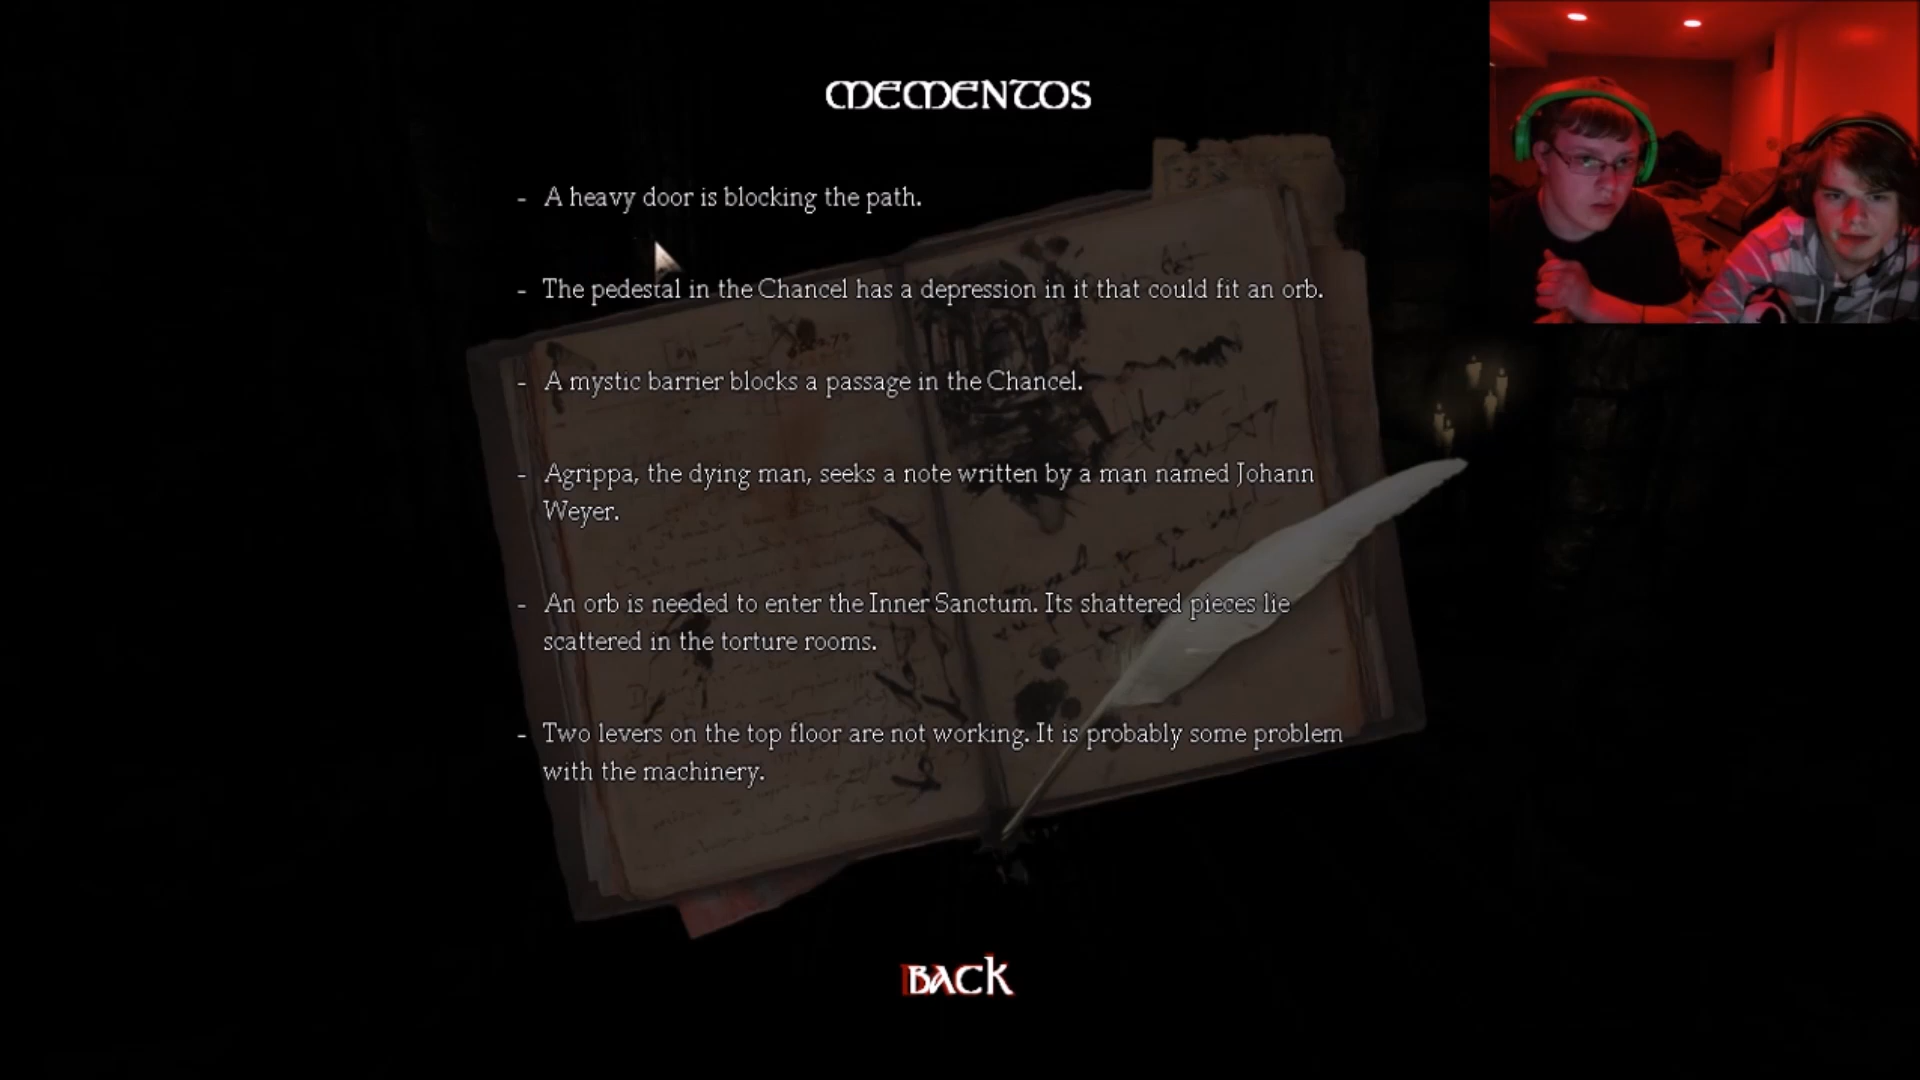 MEMENTOS
- A heavy door is blocking the path.
- The pedestal in the Chancel has a depression in it that could fit an orb.
- A mystic barrier blocks a passage in the Chancel.
- Agrippa, the dying man, seeks a note written by a man named Johann
Weyer.
- An orb is needed to enter the Inner Sanctum. Its shattered pieces lie
scattered in the torture rooms.
- Two levers on the top floor are not working. It is probably some problem
with the machinery.
BACK